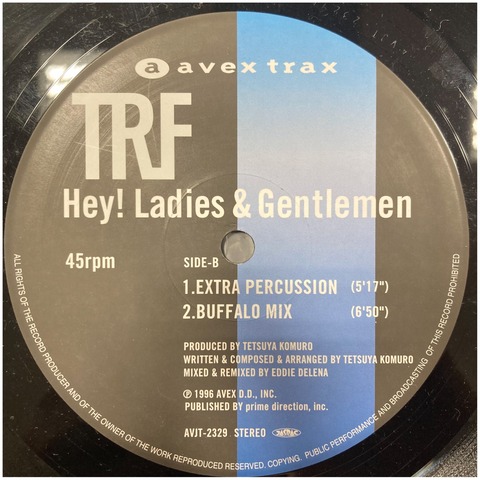 a avex trax
TRF
Hey! Ladies & Gentlemen
45rpm
SIDE-B
1.EXTRA PERCUSSION (5'17")
2.BUFFALO MIX (6'50")
PRODUCED BY TETSUYA KOMURO
WRITTEN & COMPOSED & ARRANGED BY TETSUYA KOMURO
MIXED & REMIXED BY EDDIE DELENA
℗ 1996 AVEX D.D., INC.
PUBLISHED BY prime direction, inc.
AVJT-2329 STEREO
ALL RIGHTS OF THE RECORD PRODUCER AND OF THE OWNER OF THE WORK REPRODUCED RESERVED. COPYING. PUBLIC PERFORMANCE AND BROADCASTING OF THIS RECORD PROHIBITED